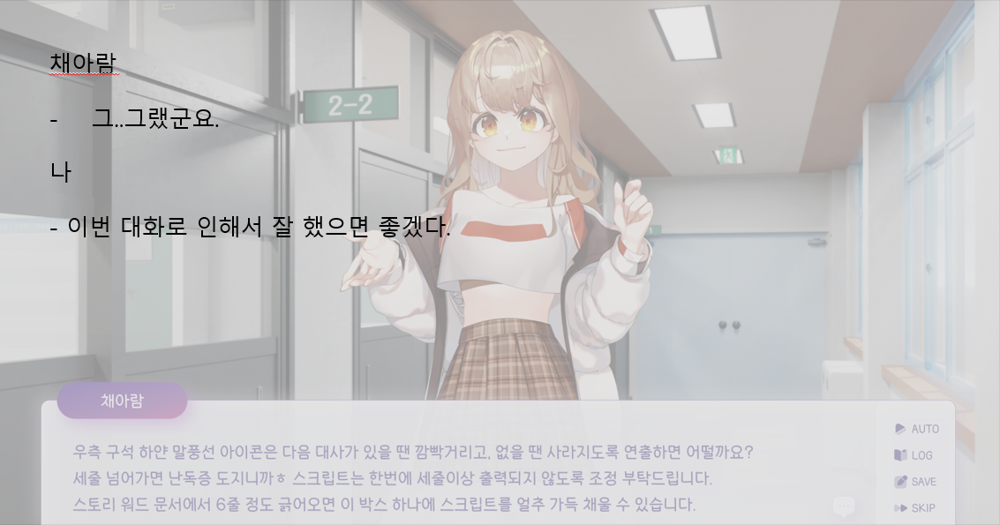 채아람
- 그..그랬군요.
나
- 이번 대화로 인해서 잘 했으면 좋겠다.
2-2
채아람
우측 구석 하얀 말풍선 아이콘은 다음 대사가 있을 땐 깜빡거리고, 없을 땐 사라지도록 연출하면 어떨까요?
세줄 넘어가면 난독증 도지니까ㅎ 스크립트는 한번에 세줄이상 출력되지 않도록 조정 부탁드립니다.
스토리 워드 문서에서 6줄 정도 긁어오면 이 박스 하나에 스크립트를 얼추 가득 채울 수 있습니다.
AUTO
LOG
SAVE
SKIP